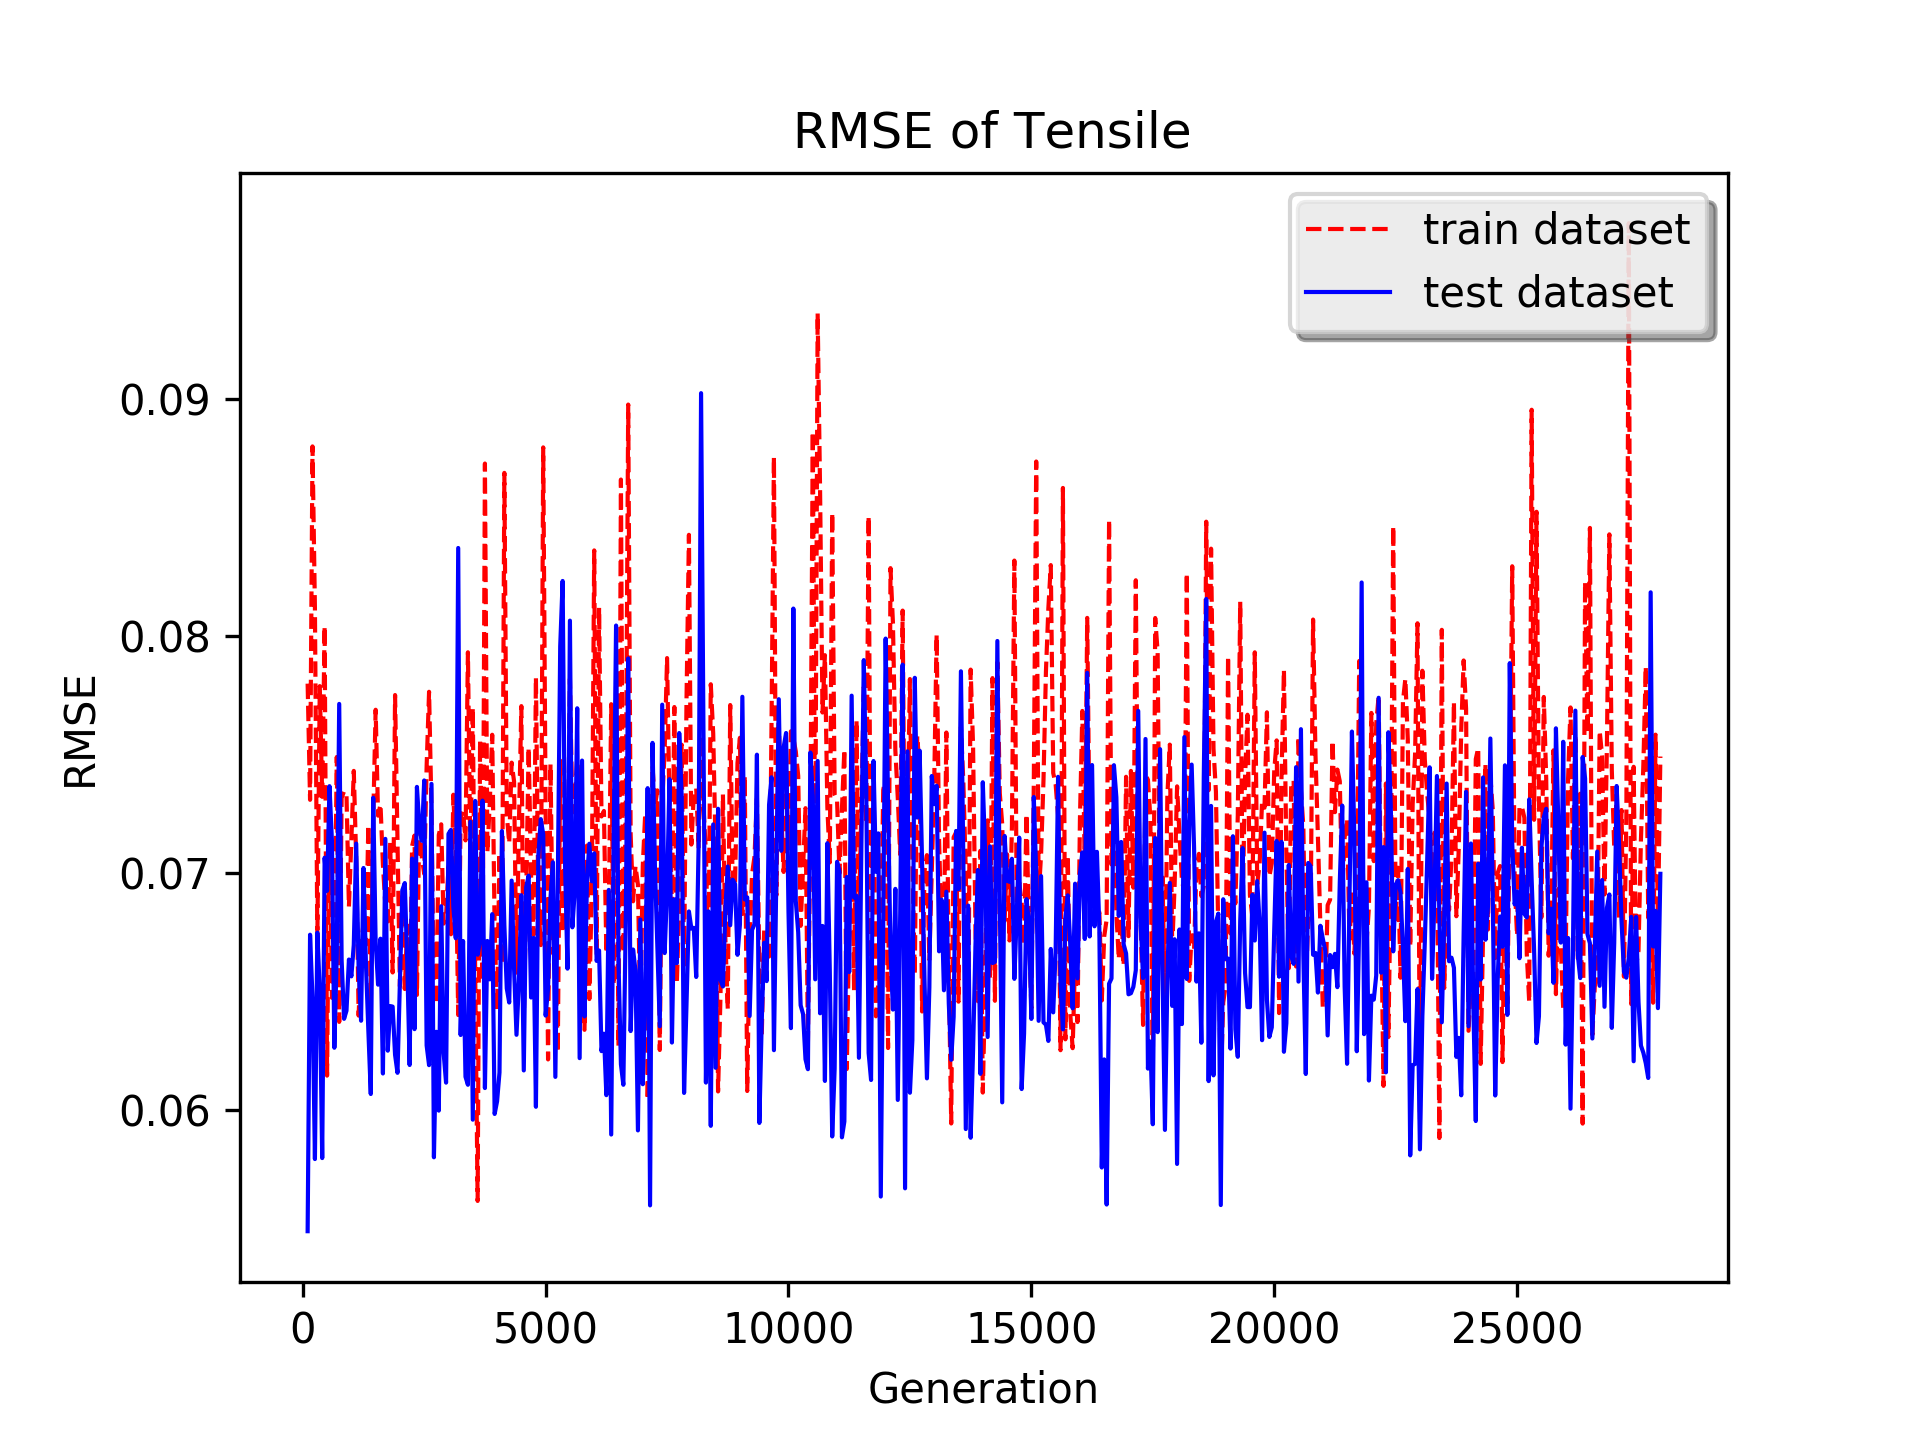 RMSE of Tensile
train dataset
test dataset
RMSE
0.09
0.08
0.07
0.06
0
5000
10000
15000
20000
25000
Generation